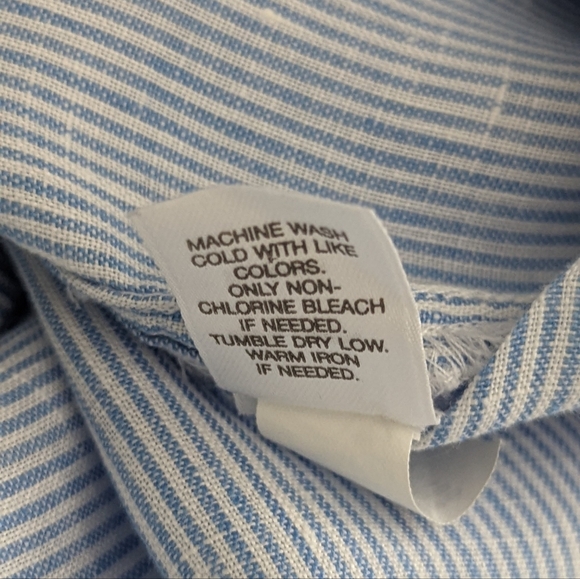 MACHINE WASH
COLD WITH LIKE
COLORS.
ONLY NON-
CHLORINE BLEACH
IF NEEDED.
TUMBLE DRY LOW.
WARM IRON
IF NEEDED.